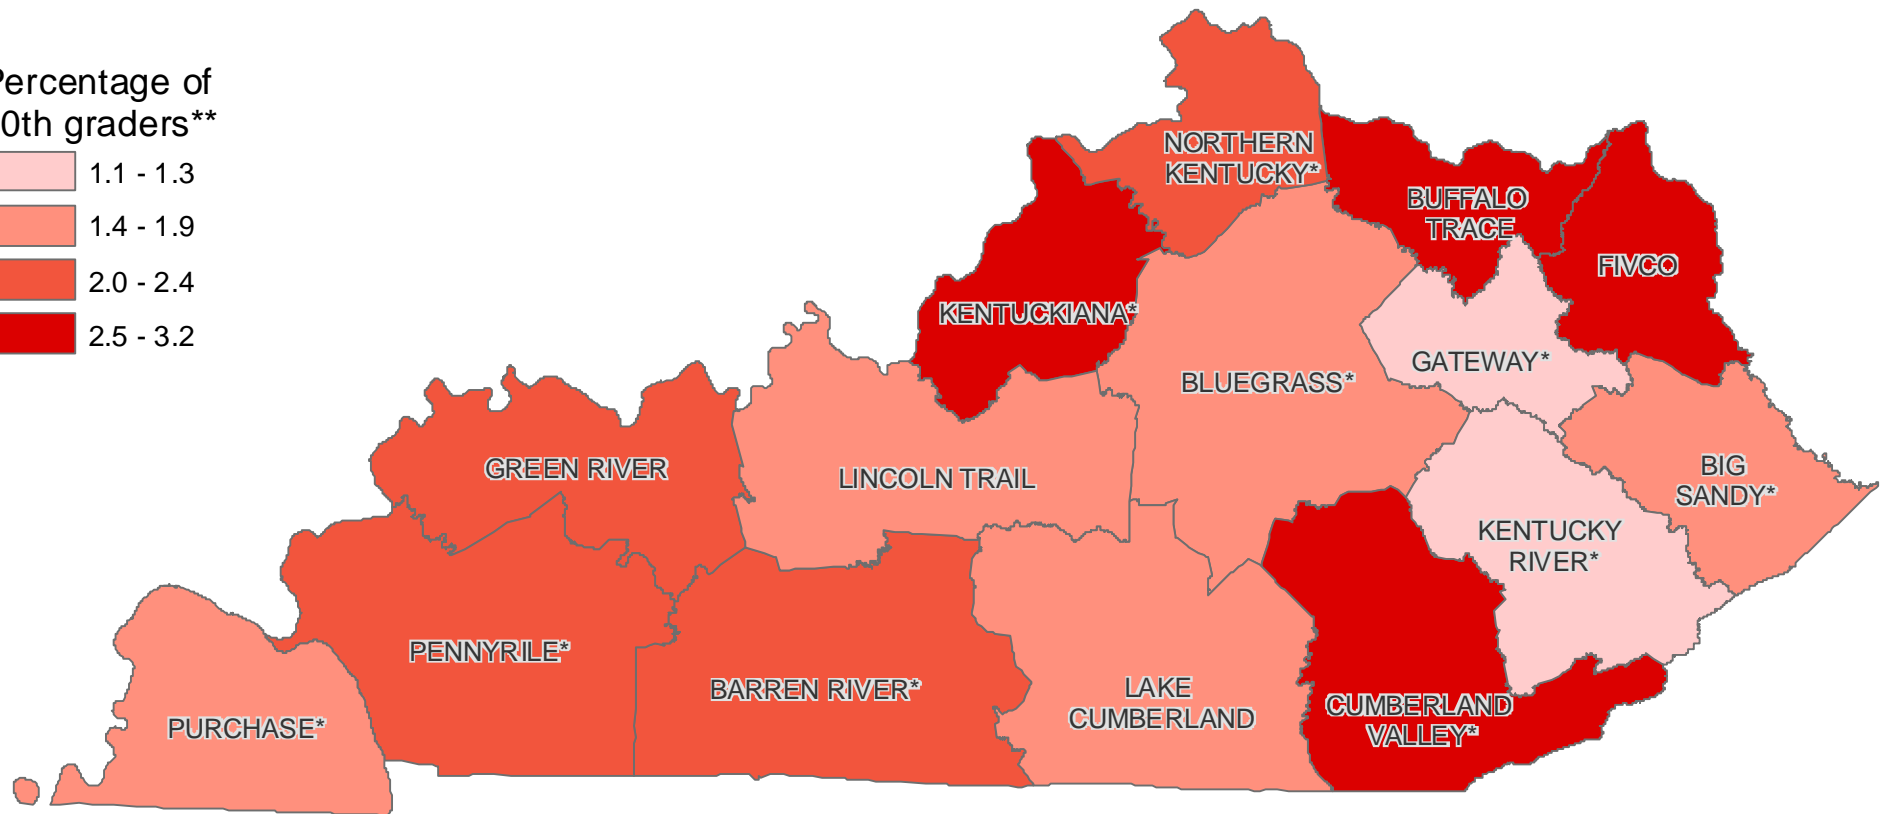 Percentage of
0th graders**
1.1 - 1.3
1.4 - 1.9
2.0 - 2.4
2.5 - 3.2
NORTHERN
KENTUCKY*
BUFFALO
TRACE
FIVCO
KENTUCKIANA*
GATEWAY*
BLUEGRASS*
GREEN RIVER
LINCOLN TRAIL
BIG
SANDY*
KENTUCKY
RIVER*
PENNYRILE*
BARREN RIVER*
LAKE
CUMBERLAND
CUMBERLAND
VALLEY*
PURCHASE*